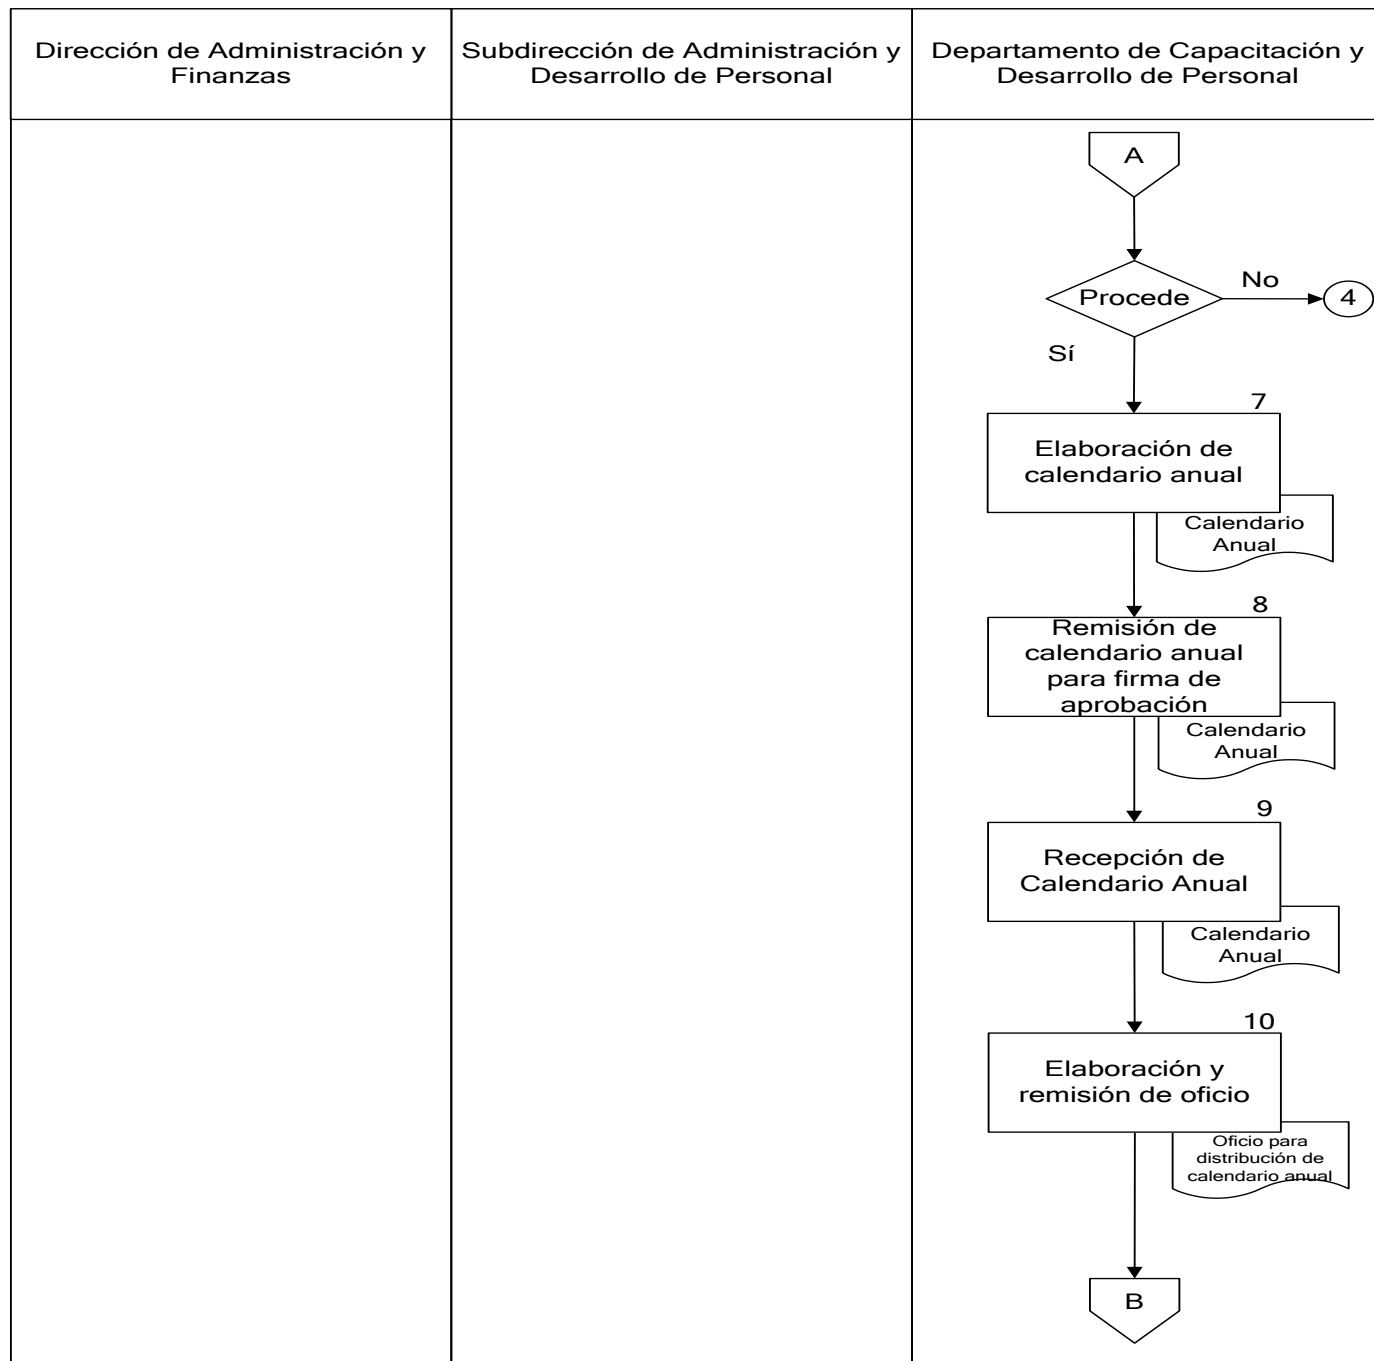 Dirección de Administración y
Finanzas
Subdirección de Administración y
Desarrollo de Personal
Departamento de Capacitación y
Desarrollo de Personal
A
Procede
No
4
Sí
7
Elaboración de
calendario anual
Calendario
Anual
8
Remisión de
calendario anual
para firma de
aprobación
Calendario
Anual
9
Recepción de
Calendario Anual
Calendario
Anual
10
Elaboración y
remisión de oficio
Oficio para
distribución de
calendario anual
B